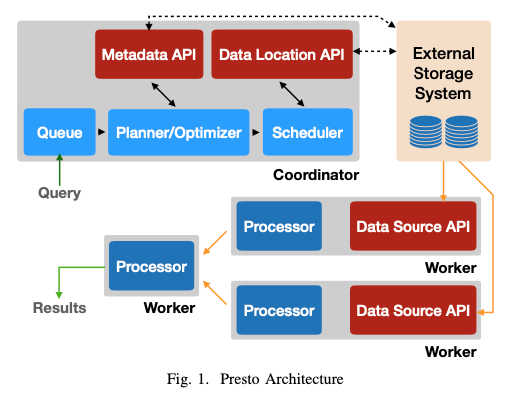 Metadata API
Data Location API
External
Storage
System
Queue
Planner/Optimizer
Scheduler
Coordinator
Query
Processor
Data Source API
Worker
Processor
Worker
Results
Processor
Data Source API
Worker
Fig. 1. Presto Architecture